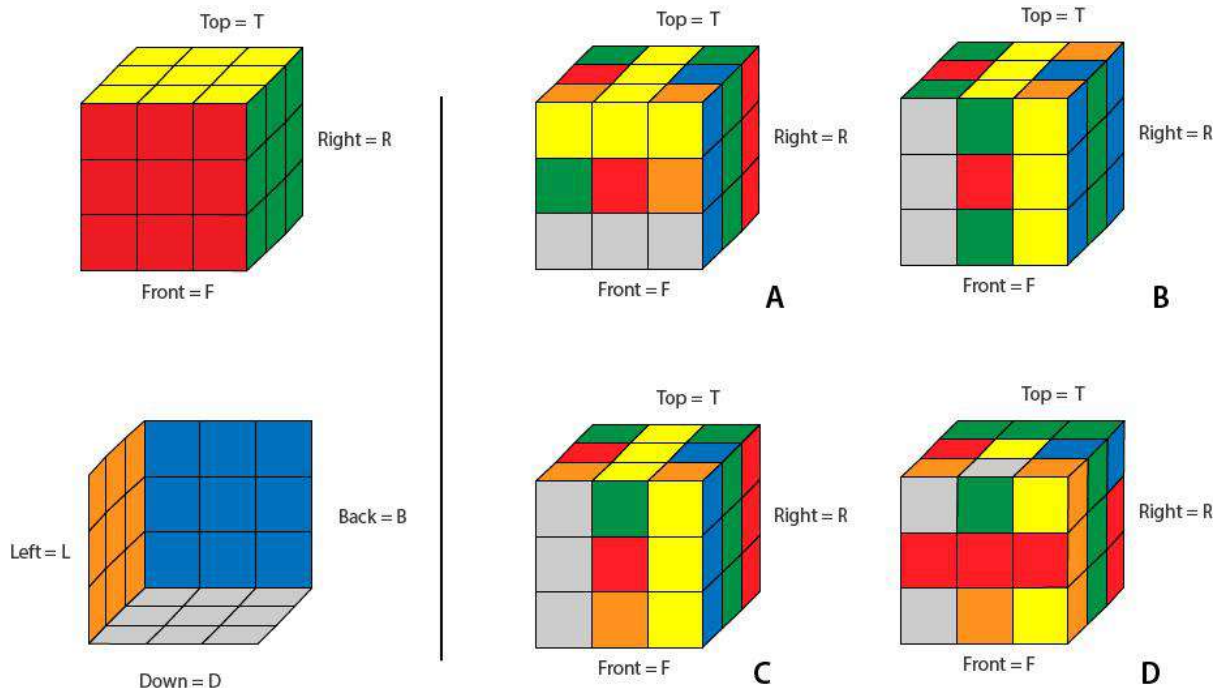 Top = T
Right = R
Front = F
Left = L
Back = B
Down = D
Top = T
Right = R
Front = F
A
Top = T
Right = R
Front = F
B
Top = T
Right = R
Front = F
C
Top = T
Right = R
Front = F
D